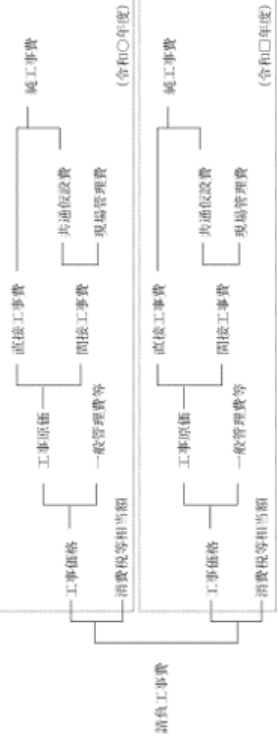 請負工事費
工事価格
消費税等相当額
工事原価
一般管理費等
直接工事費
間接工事費
共通仮設費
現場管理費
純工事費
(令和○年度)
工事価格
消費税等相当額
工事原価
一般管理費等
直接工事費
間接工事費
共通仮設費
現場管理費
純工事費
(令和□年度)